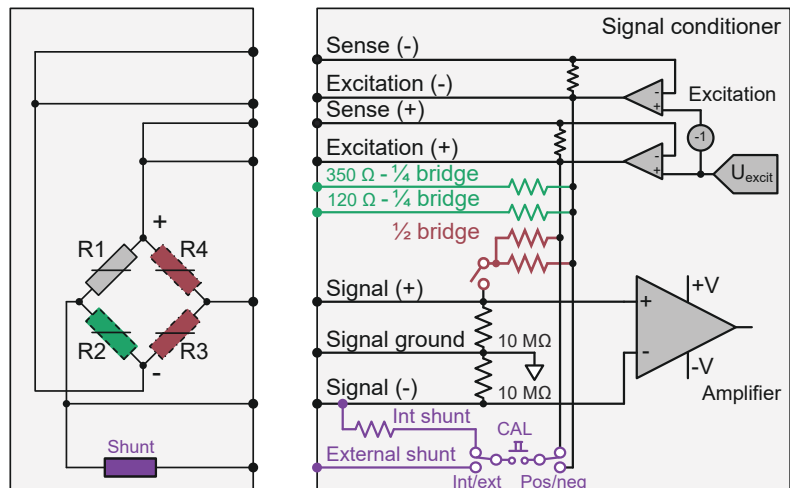 Signal conditioner
Sense (-)
Excitation (-)
Excitation
Sense (+)
-
+
-1
Excitation (+)
-
+
Uexcit
350 Ω - ¼ bridge
120 Ω - ¼ bridge
½ bridge
+
R1
R4
R2
R3
-
Signal (+)
+
+V
Signal ground
10 MΩ
-
-V
Signal (-)
10 MΩ
Amplifier
Int shunt
CAL
Shunt
External shunt
Int/ext
Pos/neg